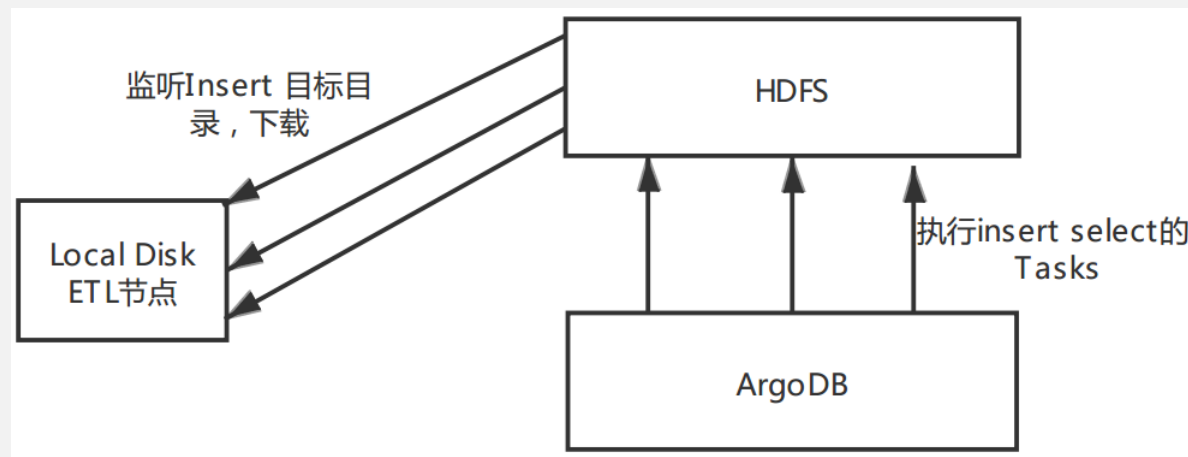 监听Insert 目标目
录，下载
HDFS
Local Disk
ETL节点
执行insert select的
Tasks
ArgoDB